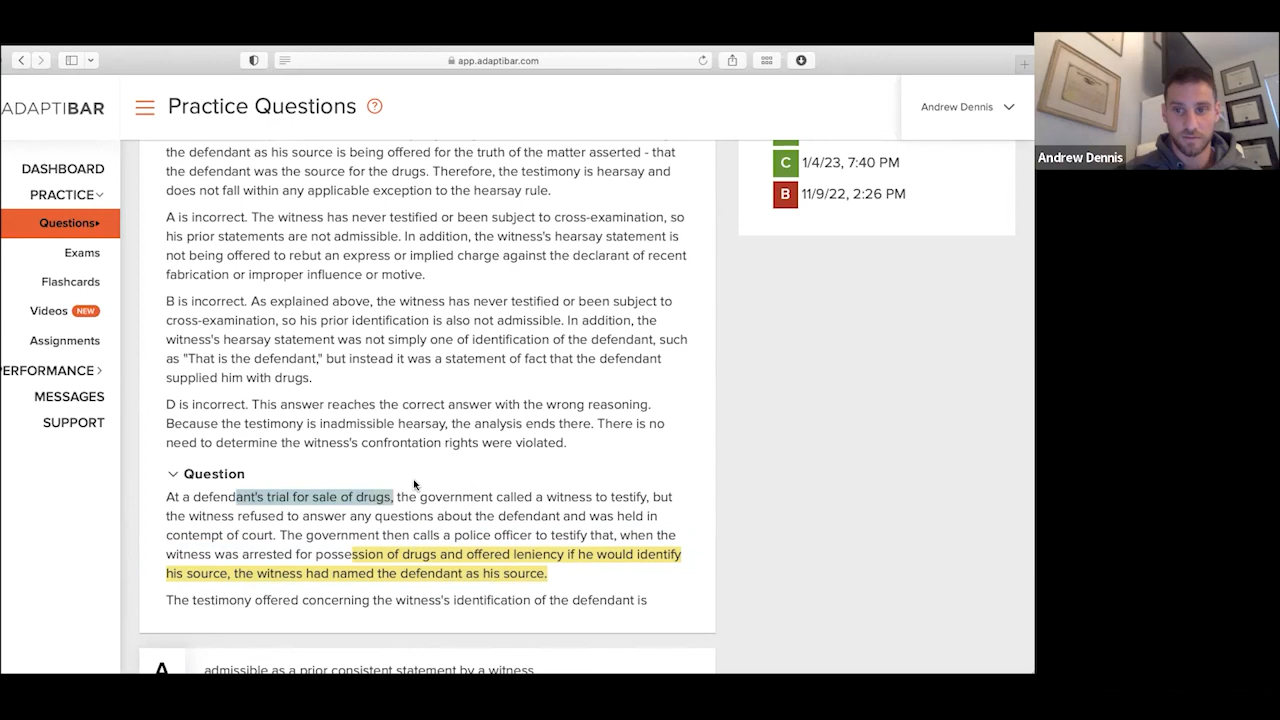 app.adaptibar.com
ADAPTIBAR
Practice Questions ?
Andrew Dennis
DASHBOARD
PRACTICE
Questions
Exams
Flashcards
Videos NEW
Assignments
PERFORMANCE
MESSAGES
SUPPORT
the defendant as his source is being offered for the truth of the matter asserted - that
the defendant was the source for the drugs. Therefore, the testimony is hearsay and
does not fall within any applicable exception to the hearsay rule.
A is incorrect. The witness has never testified or been subject to cross-examination, so
his prior statements are not admissible. In addition, the witness's hearsay statement is
not being offered to rebut an express or implied charge against the declarant of recent
fabrication or improper influence or motive.
B is incorrect. As explained above, the witness has never testified or been subject to
cross-examination, so his prior identification is also not admissible. In addition, the
witness's hearsay statement was not simply one of identification of the defendant, such
as "That is the defendant," but instead it was a statement of fact that the defendant
supplied him with drugs.
D is incorrect. This answer reaches the correct answer with the wrong reasoning.
Because the testimony is inadmissible hearsay, the analysis ends there. There is no
need to determine the witness's confrontation rights were violated.
Question
At a defendant's trial for sale of drugs, the government called a witness to testify, but
the witness refused to answer any questions about the defendant and was held in
contempt of court. The government then calls a police officer to testify that, when the
witness was arrested for possession of drugs and offered leniency if he would identify
his source, the witness had named the defendant as his source.
The testimony offered concerning the witness's identification of the defendant is
A admissible as a prior consistent statement by a witness
C 1/4/23, 7:40 PM
B 11/9/22, 2:26 PM
Andrew Dennis